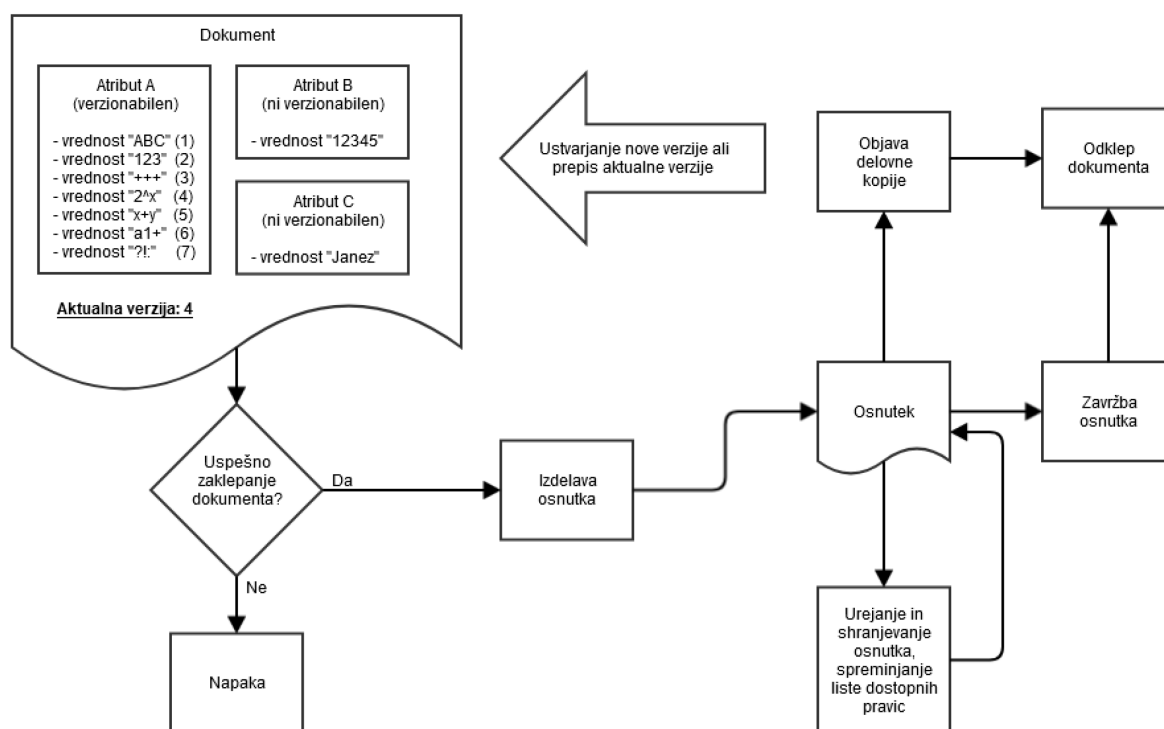 Dokument
Atribut A
(verzionabilen)
- vrednost "ABC" (1)
- vrednost "123" (2)
- vrednost "+++" (3)
- vrednost "2^x" (4)
- vrednost "x+y" (5)
- vrednost "a1+" (6)
- vrednost "?!:" (7)
Atribut B
(ni verzionabilen)
- vrednost "12345"
Atribut C
(ni verzionabilen)
- vrednost "Janez"
Aktualna verzija: 4
Ustvarjanje nove verzije ali
prepis aktualne verzije
Objava
delovne
kopije
Odklep
dokumenta
Uspešno
zaklepanje
dokumenta?
Da
Ne
Napaka
Izdelava
osnutka
Osnutek
Zavržba
osnutka
Urejanje in
shranjevanje
osnutka,
spreminjanje
liste dostopnih
pravic